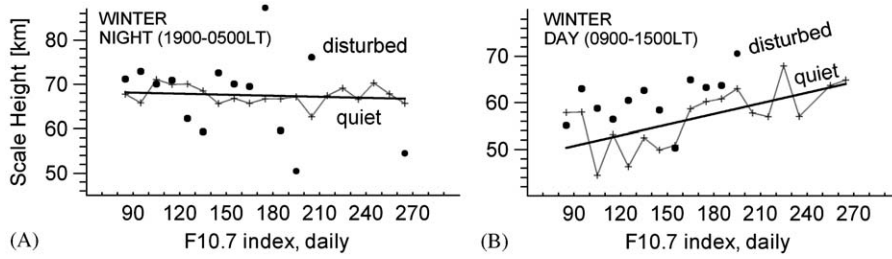 WINTER
NIGHT (1900-0500LT)
disturbed
quiet
Scale Height [km]
80
70
60
50
90 120 150 180 210 240 270
(A)
F10.7 index, daily
WINTER
DAY (0900-1500LT)
disturbed
quiet
70
60
50
90 120 150 180 210 240 270
(B)
F10.7 index, daily